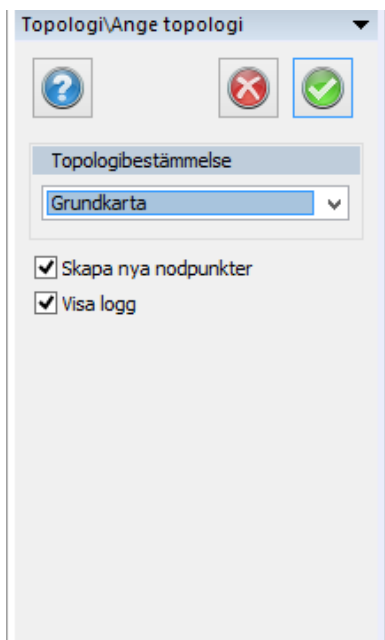 Topologi\Ange topologi
Topologibestämmelse
Grundkarta
Skapa nya nodpunkter
Visa logg